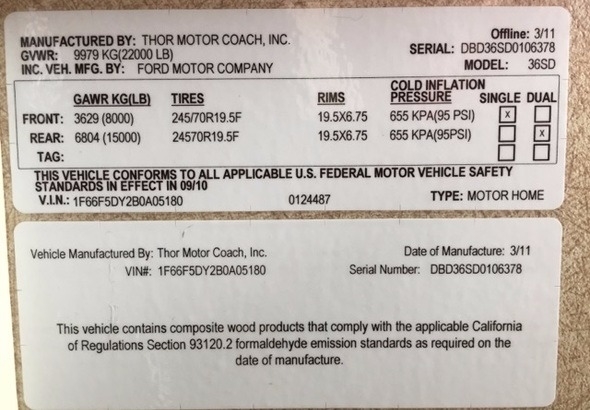 Offline: 3/11
MANUFACTURED BY: THOR MOTOR COACH, INC. SERIAL: DBD36SD0106378
GVWR: 9979 KG(22000 LB) MODEL: 36SD
INC. VEH. MFG. BY: FORD MOTOR COMPANY
COLD INFLATION
GAWR KG(LB) TIRES RIMS PRESSURE SINGLE DUAL
FRONT: 3629 (8000) 245/70R19.5F 19.5X6.75 655 KPA(95 PSI) X
REAR: 6804 (15000) 24570R19.5F 19.5X6.75 655 KPA(95PSI) X
TAG:
THIS VEHICLE CONFORMS TO ALL APPLICABLE U.S. FEDERAL MOTOR VEHICLE SAFETY
STANDARDS IN EFFECT IN 09/10
V.I.N.: 1F66F5DY2B0A05180 0124487 TYPE: MOTOR HOME
Vehicle Manufactured By: Thor Motor Coach, Inc. Date of Manufacture: 3/11
VIN#: 1F66F5DY2B0A05180 Serial Number: DBD36SD0106378
This vehicle contains composite wood products that comply with the applicable California
of Regulations Section 93120.2 formaldehyde emission standards as required on the
date of manufacture.